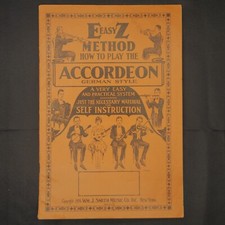 E easy Z
METHOD
HOW TO PLAY THE
ACCORDEON
GERMAN STYLE
A VERY EASY
AND PRACTICAL SYSTEM
JUST THE NECESSARY MATERIAL
SELF INSTRUCTION